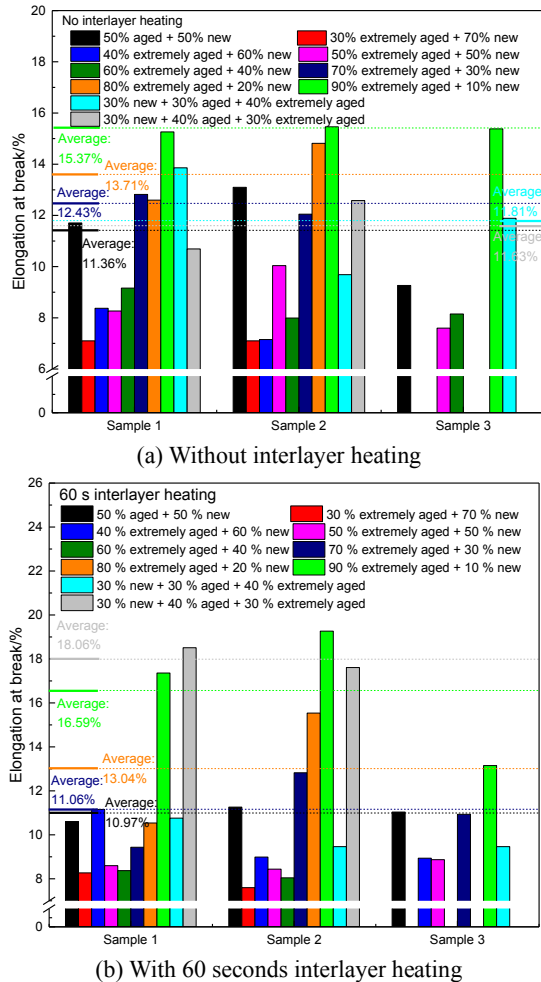 No interlayer heating
50% aged + 50% new
30% extremely aged + 70% new
40% extremely aged + 60% new
50% extremely aged + 50% new
60% extremely aged + 40% new
70% extremely aged + 30% new
80% extremely aged + 20% new
90% extremely aged + 10% new
30% new + 30% aged + 40% extremely aged
30% new + 40% aged + 30% extremely aged
Elongation at break/%
20
18
16
14
12
10
8
6
0
Average:
15.37%
Average:
13.71%
Average:
12.43%
Average:
11.36%
Average:
11.81%
Average:
11.63%
Sample 1
Sample 2
Sample 3
(a) Without interlayer heating
60 s interlayer heating
50 % aged + 50 % new
30 % extremely aged + 70 % new
40 % extremely aged + 60 % new
50 % extremely aged + 50 % new
60 % extremely aged + 40 % new
70 % extremely aged + 30 % new
80 % extremely aged + 20 % new
90 % extremely aged + 10 % new
30 % new + 30 % aged + 40 % extremely aged
30 % new + 40 % aged + 30 % extremely aged
Elongation at break/%
26
24
22
20
18
16
14
12
10
8
0
Average:
18.06%
Average:
16.59%
Average:
13.04%
Average:
11.06%
Average:
10.97%
Sample 1
Sample 2
Sample 3
(b) With 60 seconds interlayer heating